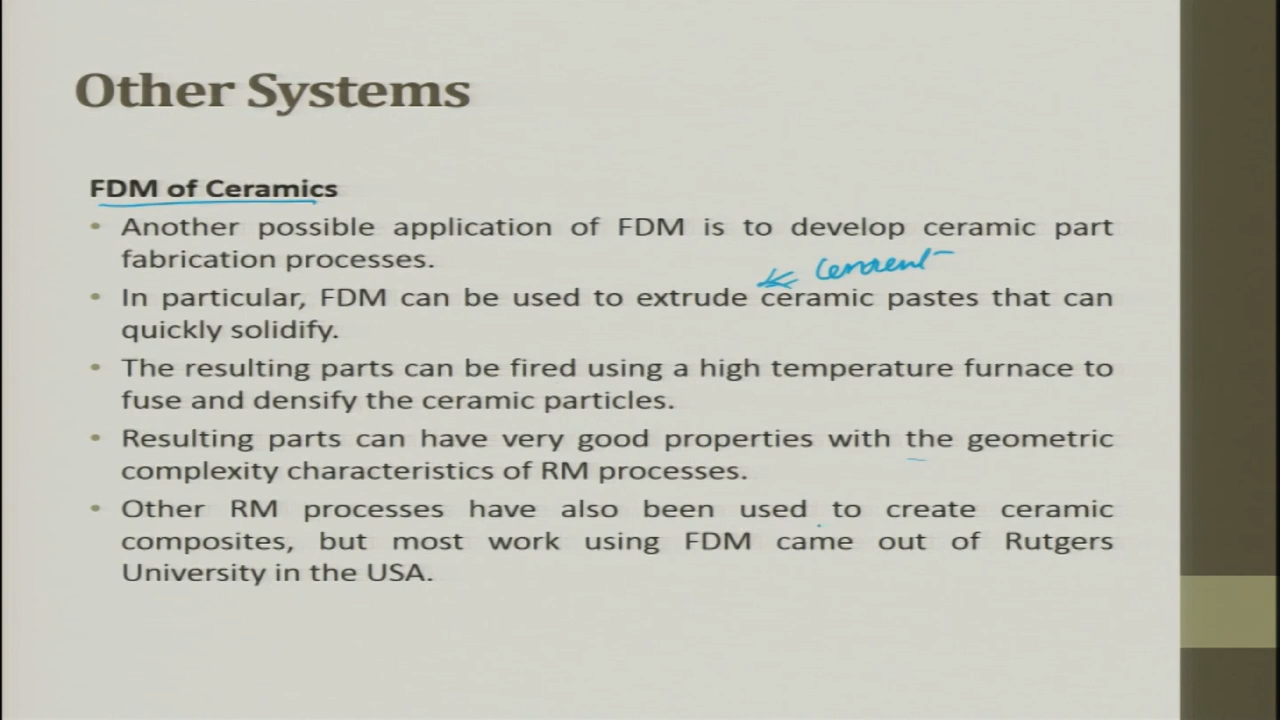 Other Systems
FDM of Ceramics
• Another possible application of FDM is to develop ceramic part
fabrication processes.
cement
• In particular, FDM can be used to extrude ceramic pastes that can
quickly solidify.
• The resulting parts can be fired using a high temperature furnace to
fuse and densify the ceramic particles.
• Resulting parts can have very good properties with the geometric
complexity characteristics of RM processes.
• Other RM processes have also been used to create ceramic
composites, but most work using FDM came out of Rutgers
University in the USA.